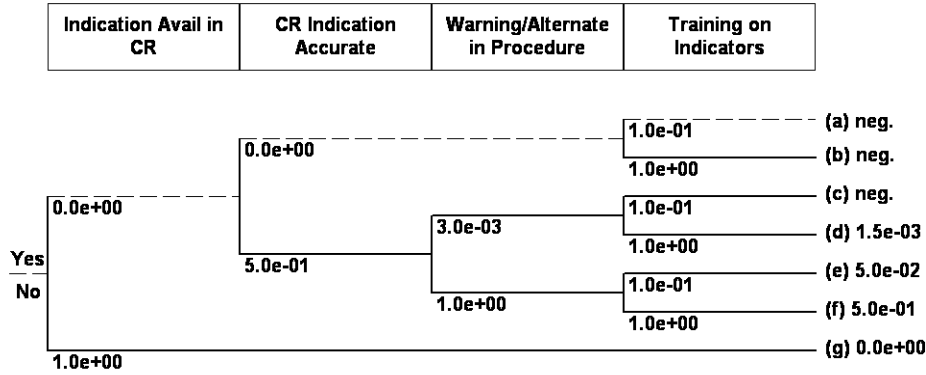 Indication Avail in
CR
CR Indication
Accurate
Warning/Alternate
in Procedure
Training on
Indicators
(a) neg.
1.0e-01
0.0e+00
(b) neg.
1.0e+00
(c) neg.
0.0e+00
1.0e-01
3.0e-03
(d) 1.5e-03
1.0e+00
Yes
5.0e-01
(e) 5.0e-02
1.0e-01
No
1.0e+00
(f) 5.0e-01
1.0e+00
(g) 0.0e+00
1.0e+00